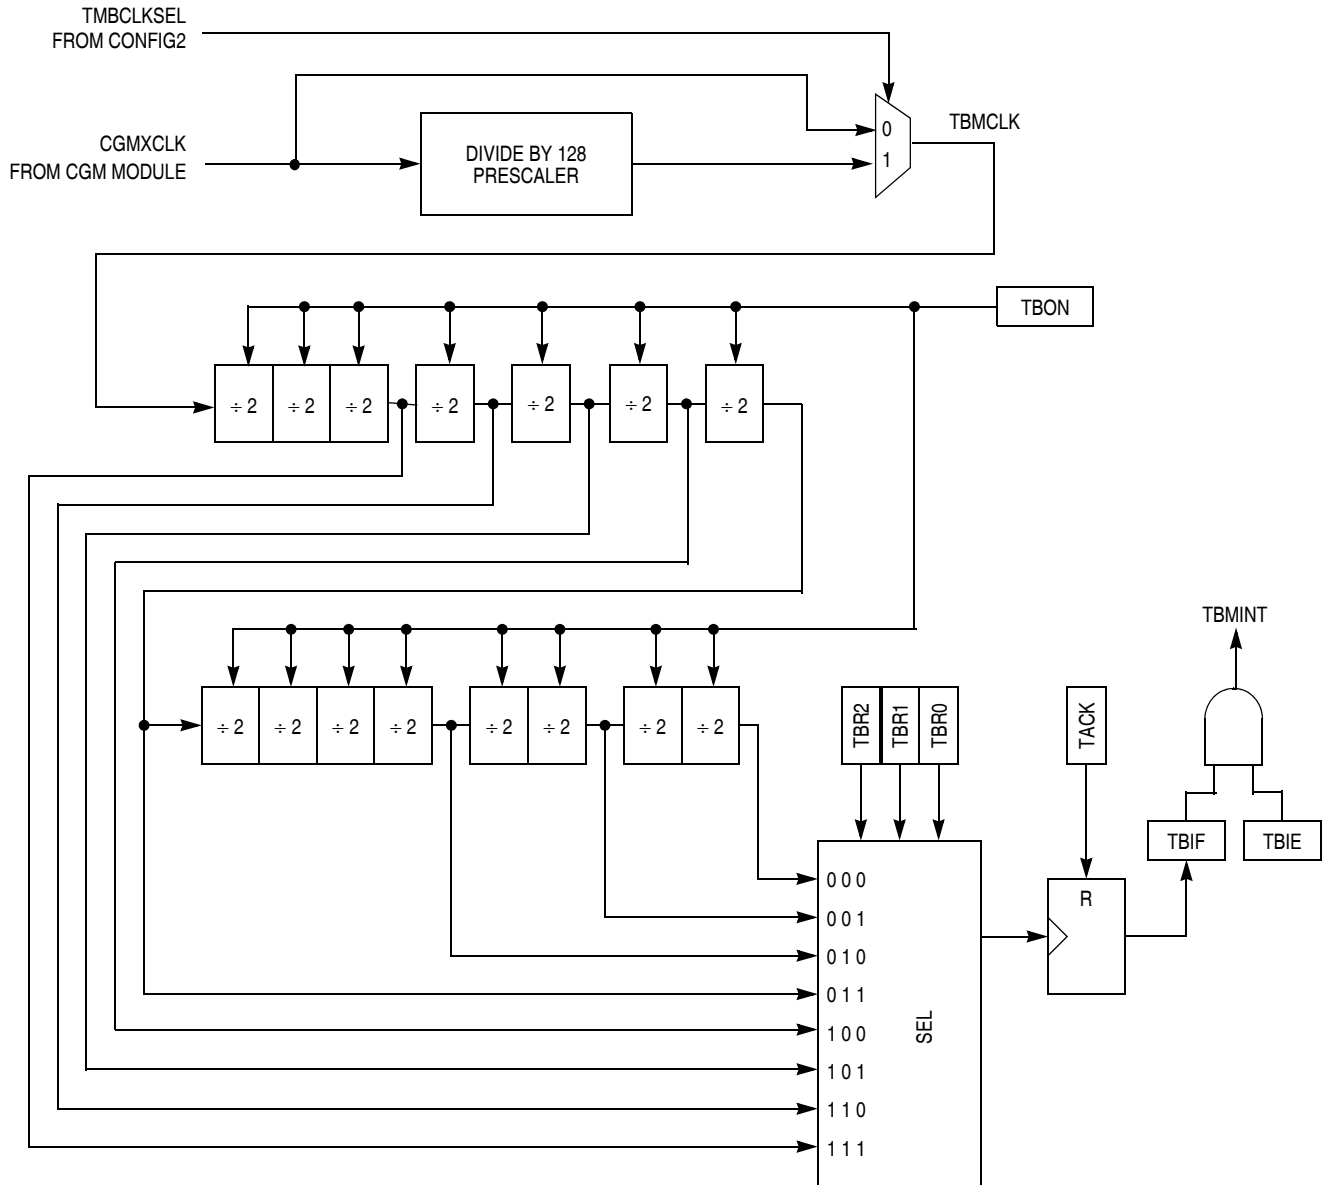 TMBCLKSEL
FROM CONFIG2
CGMXCLK
FROM CGM MODULE
DIVIDE BY 128
PRESCALER
0
1
TBMCLK
TBON
÷ 2
÷ 2
÷ 2
÷ 2
÷ 2
÷ 2
÷ 2
TBMINT
÷ 2
÷ 2
÷ 2
÷ 2
÷ 2
÷ 2
÷ 2
÷ 2
TBR2
TBR1
TBR0
TACK
TBIF
TBIE
0 0 0
0 0 1
0 1 0
0 1 1
1 0 0
1 0 1
1 1 0
1 1 1
SEL
R